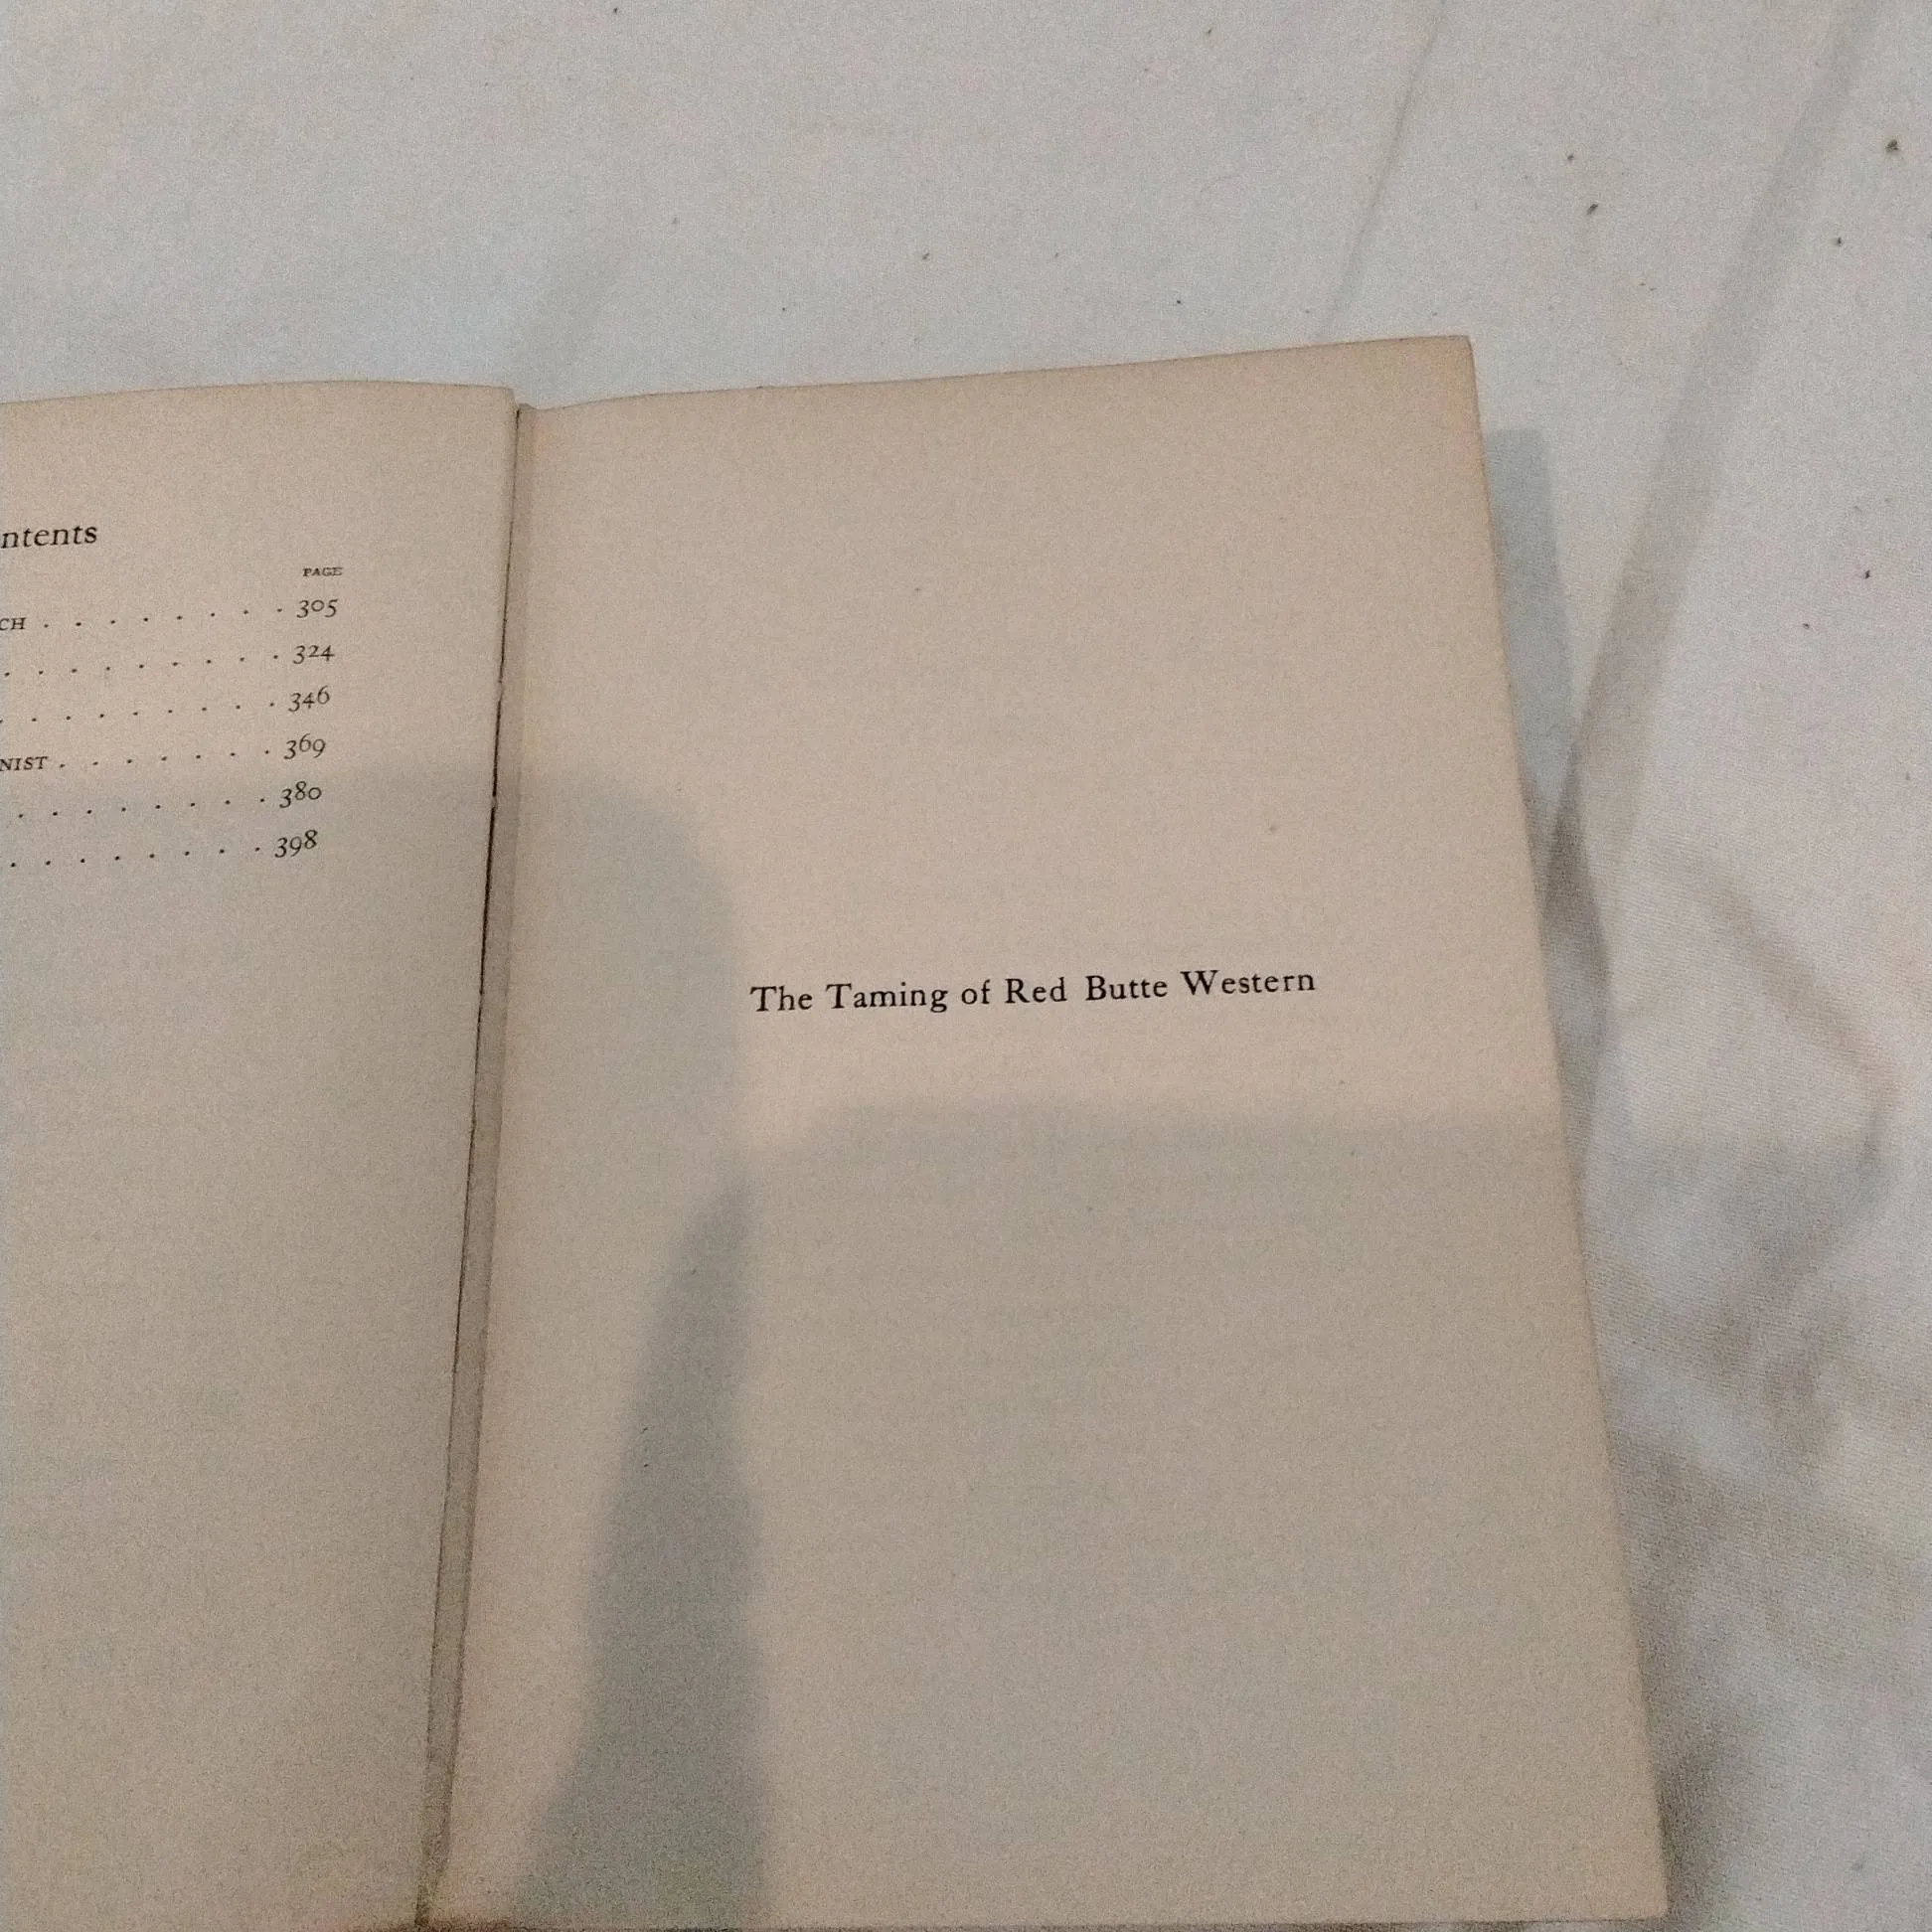 ntents
PAGE
CH . . . . . . . . 305
. . . . . . . . . 324
. . . . . . . . . 346
NIST . . . . . . . 369
. . . . . . . . 380
. . . . . . . . 398
The Taming of Red Butte Western